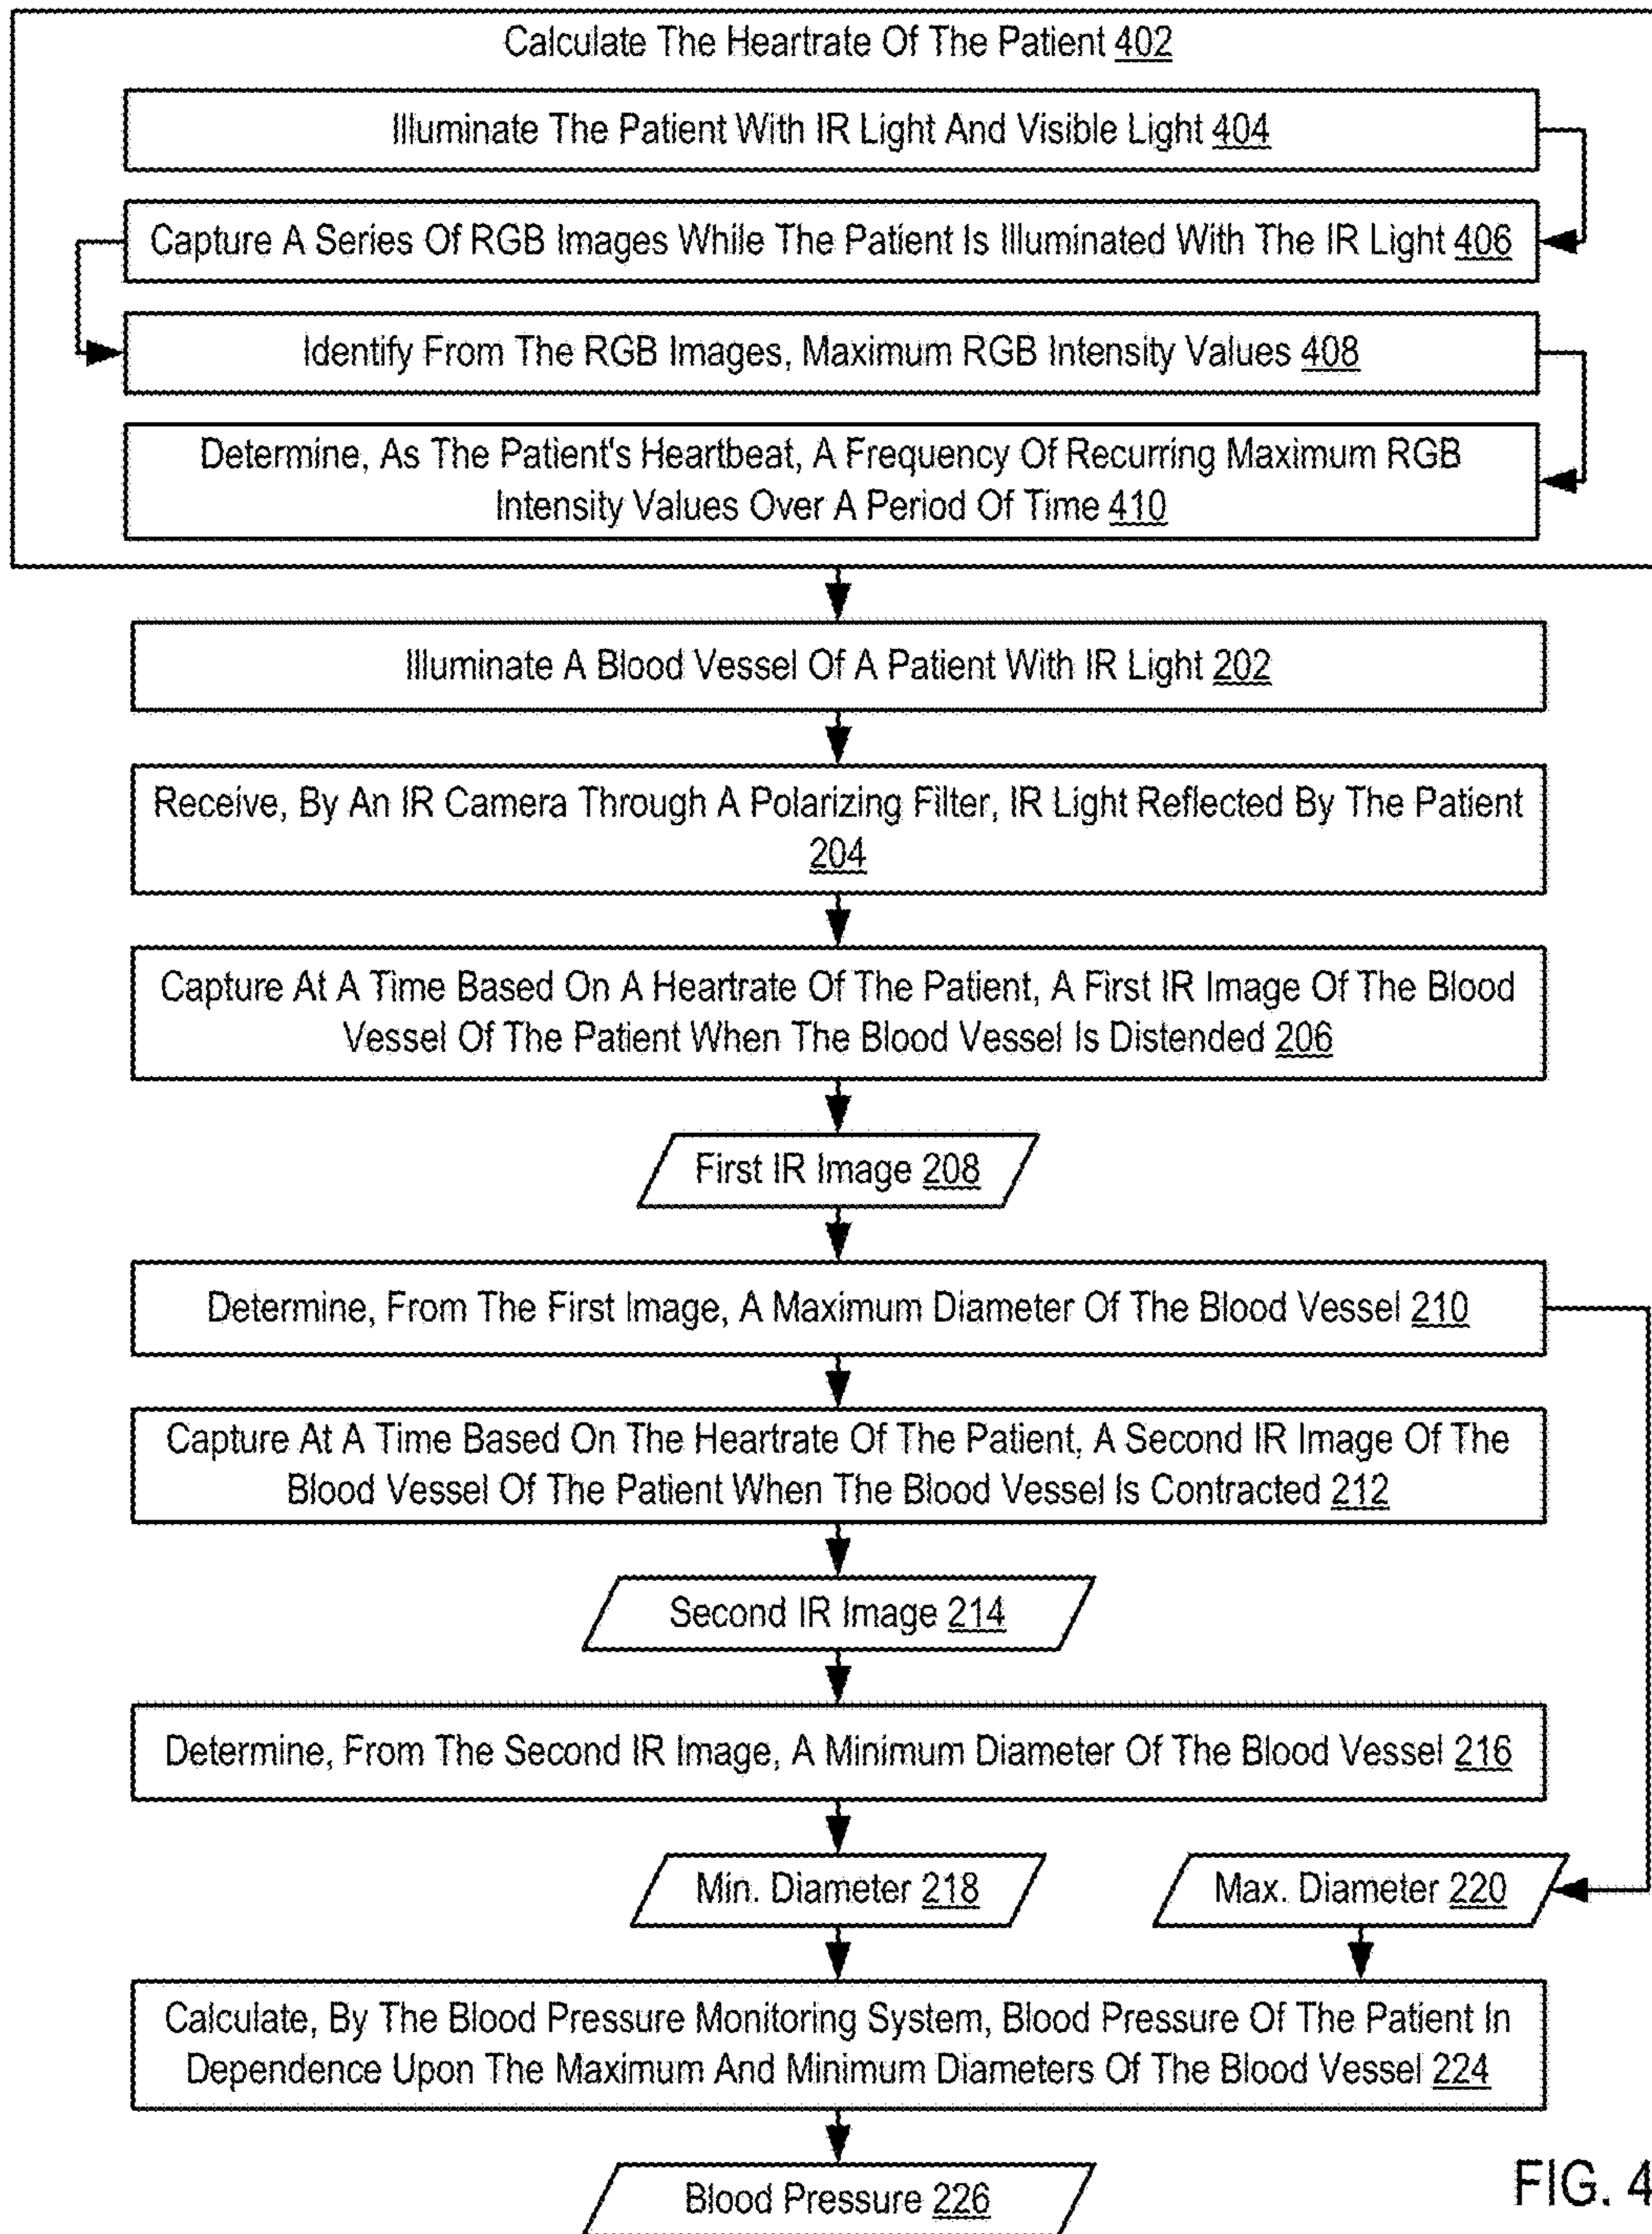 Calculate The Heartrate Of The Patient 402
Illuminate The Patient With IR Light And Visible Light 404
Capture A Series Of RGB Images While The Patient Is Illuminated With The IR Light 406
Identify From The RGB Images, Maximum RGB Intensity Values 408
Determine, As The Patient's Heartbeat, A Frequency Of Recurring Maximum RGB
Intensity Values Over A Period Of Time 410
Illuminate A Blood Vessel Of A Patient With IR Light 202
Receive, By An IR Camera Through A Polarizing Filter, IR Light Reflected By The Patient
204
Capture At A Time Based On A Heartrate Of The Patient, A First IR Image Of The Blood
Vessel Of The Patient When The Blood Vessel Is Distended 206
First IR Image 208
Determine, From The First Image, A Maximum Diameter Of The Blood Vessel 210
Capture At A Time Based On The Heartrate Of The Patient, A Second IR Image Of The
Blood Vessel Of The Patient When The Blood Vessel Is Contracted 212
Second IR Image 214
Determine, From The Second IR Image, A Minimum Diameter Of The Blood Vessel 216
Min. Diameter 218
Max. Diameter 220
Calculate, By The Blood Pressure Monitoring System, Blood Pressure Of The Patient In
Dependence Upon The Maximum And Minimum Diameters Of The Blood Vessel 224
Blood Pressure 226
FIG. 4